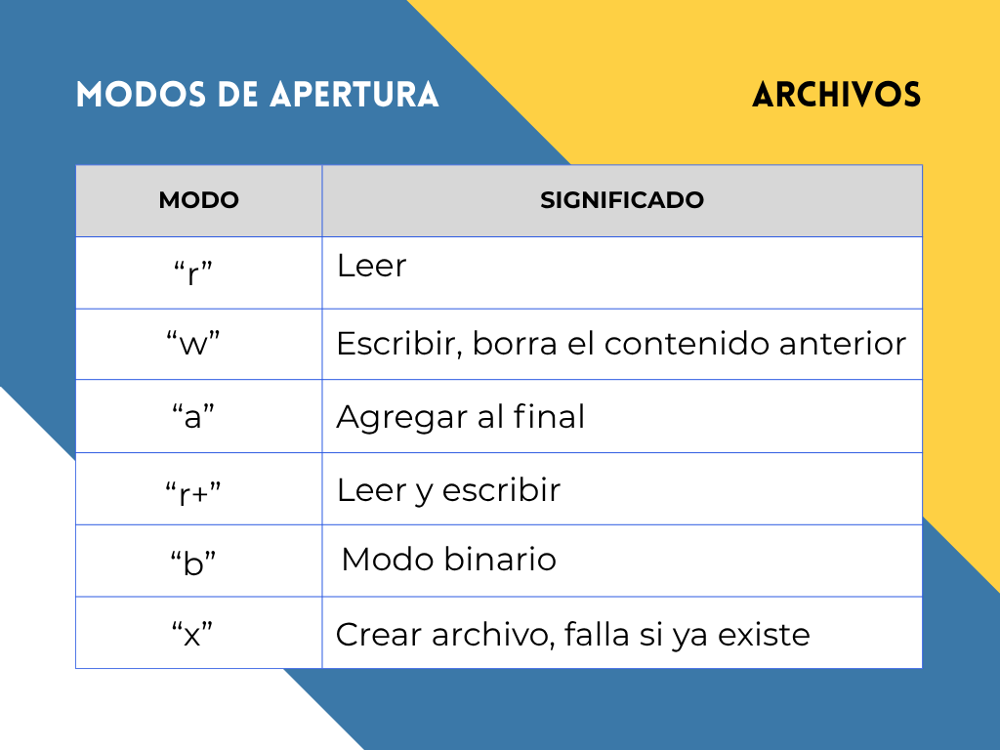 MODOS DE APERTURA
ARCHIVOS
MODO SIGNIFICADO
“r” Leer
“w” Escribir, borra el contenido anterior
“a” Agregar al final
“r+” Leer y escribir
“b” Modo binario
“x” Crear archivo, falla si ya existe